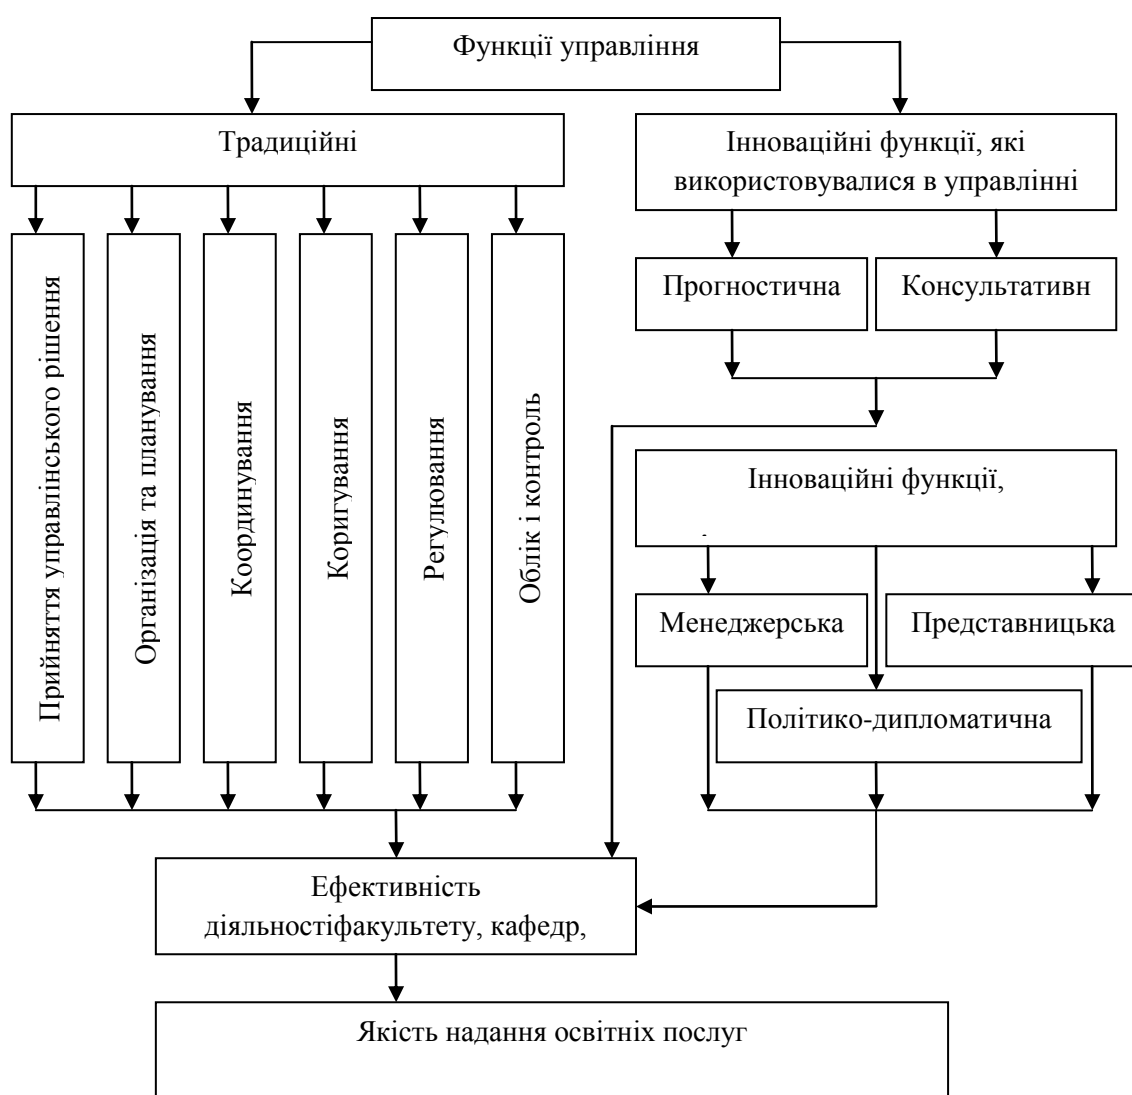 Функції управління
Традиційні
Інноваційні функції, які
використовувалися в управлінні
Прийняття управлінського рішення
Організація та планування
Координування
Коригування
Регулювання
Облік і контроль
Прогностична
Консультативн
Інноваційні функції,
Менеджерська
Представницька
Політико-дипломатична
Ефективність
діяльностіфакультету, кафедр,
Якість надання освітніх послуг